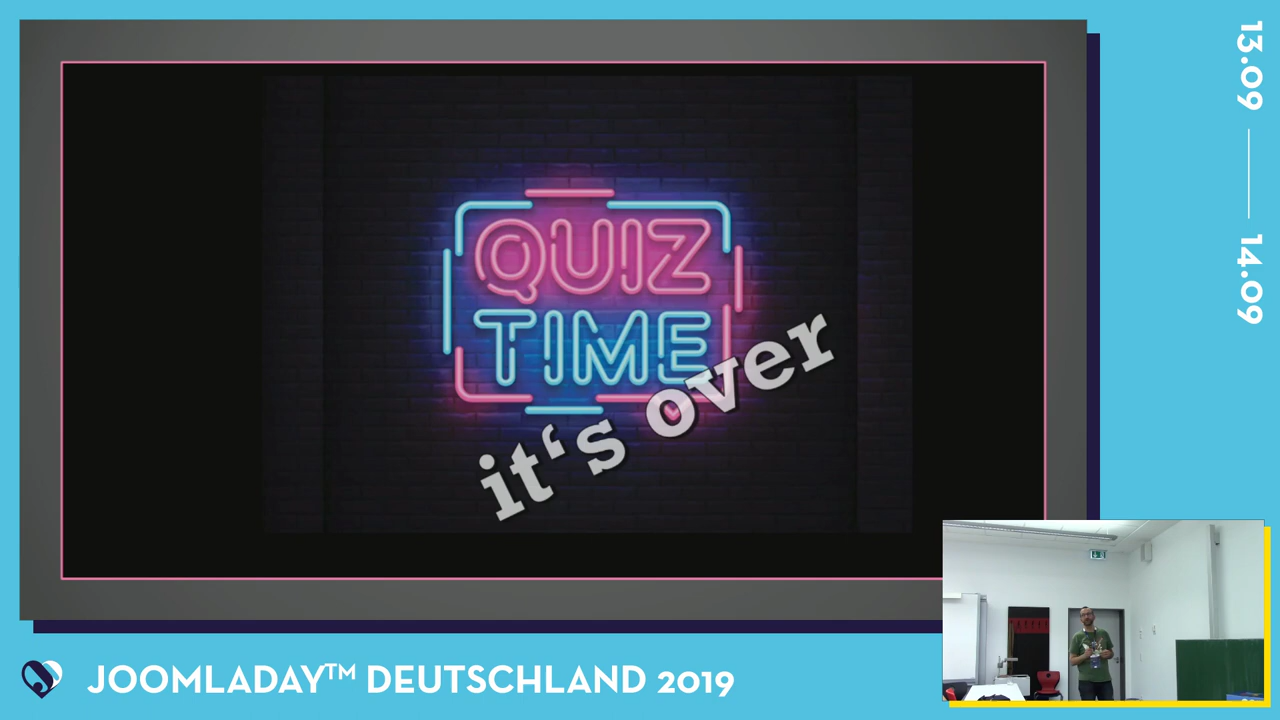 QUIZ
TIME
it‘s over
13.09
14.09
JOOMLADAY™ DEUTSCHLAND 2019